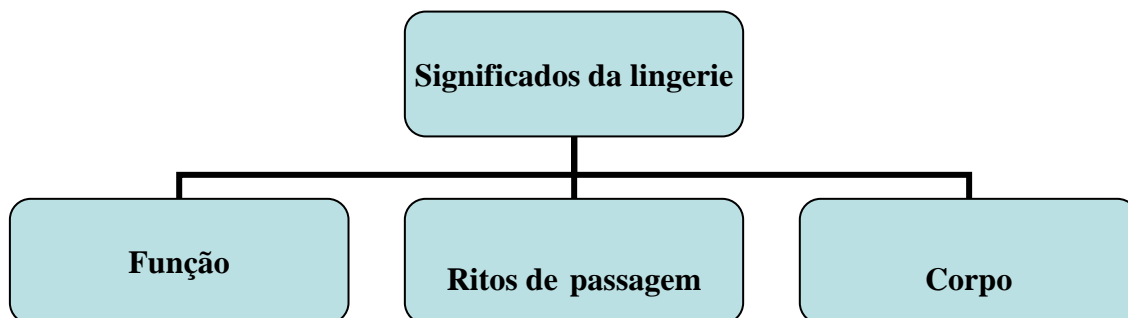 Significados da lingerie
Função
Ritos de passagem
Corpo